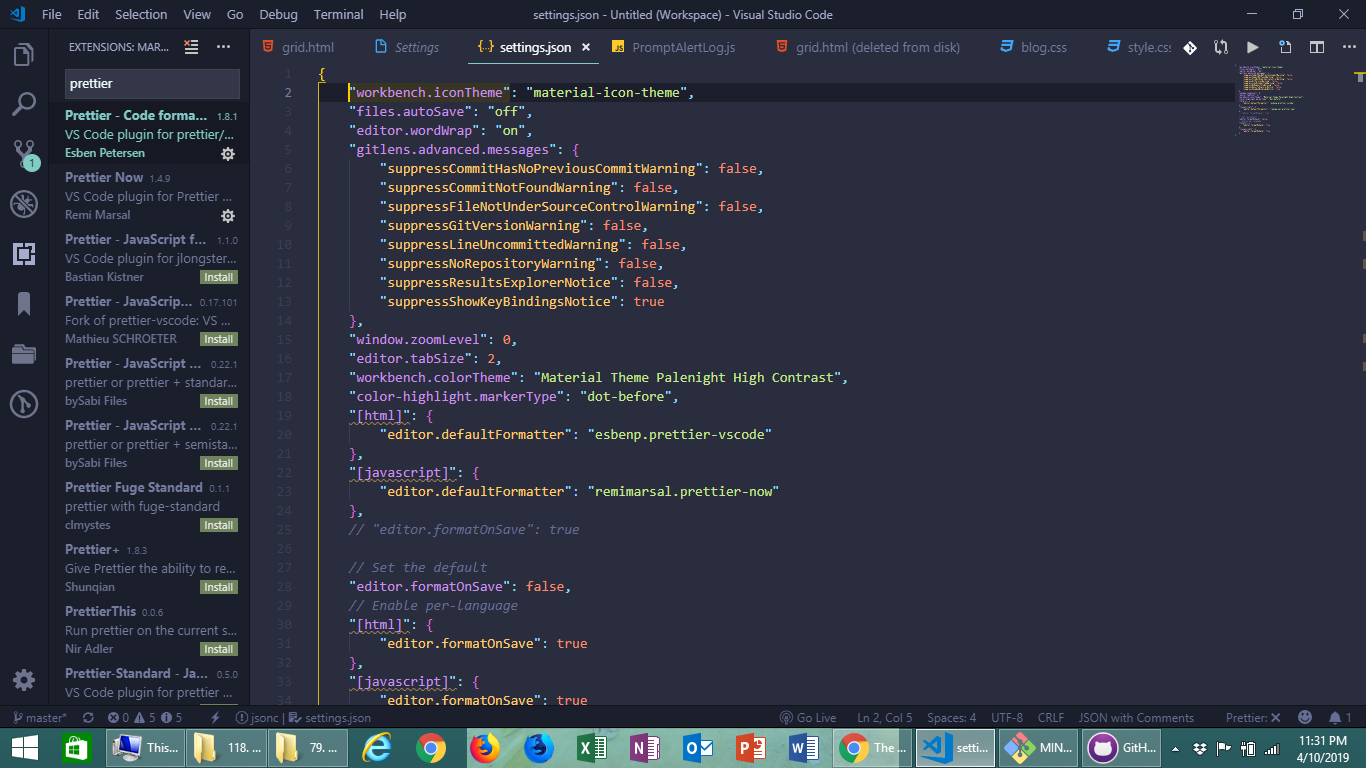 File Edit Selection View Go Debug Terminal Help
settings.json - Untitled (Workspace) - Visual Studio Code
EXTENSIONS: MAR...
grid.html
Settings
settings.json
PromptAlertLog.js
grid.html (deleted from disk)
blog.css
style.css
prettier
Prettier - Code forma... 1.8.1
VS Code plugin for prettier/...
Esben Petersen
Prettier Now 1.4.9
VS Code plugin for Prettier ...
Remi Marsal
Prettier - JavaScript f... 1.1.0
VS Code plugin for jlongster...
Bastian Kistner Install
Prettier - JavaScrip... 0.17.101
Fork of prettier-vscode: VS ...
Mathieu SCHROETER Install
Prettier - JavaScript ... 0.22.1
prettier or prettier + standar...
bySabi Files Install
Prettier - JavaScript ... 0.22.1
prettier or prettier + semista...
bySabi Files Install
Prettier Fuge Standard 0.1.1
prettier with fuge-standard
clmystes Install
Prettier+ 1.8.3
Give Prettier the ability to re...
Shunqian Install
PrettierThis 0.0.6
Run prettier on the current s...
Nir Adler Install
Prettier-Standard - Ja... 0.5.0
VS Code plugin for prettier ...
1
1 {
2 "workbench.iconTheme": "material-icon-theme",
3 "files.autoSave": "off",
4 "editor.wordWrap": "on",
5 "gitlens.advanced.messages": {
6 "suppressCommitHasNoPreviousCommitWarning": false,
7 "suppressCommitNotFoundWarning": false,
8 "suppressFileNotUnderSourceControlWarning": false,
9 "suppressGitVersionWarning": false,
10 "suppressLineUncommittedWarning": false,
11 "suppressNoRepositoryWarning": false,
12 "suppressResultsExplorerNotice": false,
13 "suppressShowKeyBindingsNotice": true
14 },
15 "window.zoomLevel": 0,
16 "editor.tabSize": 2,
17 "workbench.colorTheme": "Material Theme Palenight High Contrast",
18 "color-highlight.markerType": "dot-before",
19 "[html]": {
20 "editor.defaultFormatter": "esbenp.prettier-vscode"
21 },
22 "[javascript]": {
23 "editor.defaultFormatter": "remimarsal.prettier-now"
24 },
25 // "editor.formatOnSave": true
26
27 // Set the default
28 "editor.formatOnSave": false,
29 // Enable per-language
30 "[html]": {
31 "editor.formatOnSave": true
32 },
33 "[javascript]": {
34 "editor.formatOnSave": true
master* 0 5 5 jsonc settings.json Go Live Ln 2, Col 5 Spaces: 4 UTF-8 CRLF JSON with Comments Prettier: 1
This... 118. ... 79. ... The ... setti... MIN... GitH...
11:31 PM
4/10/2019